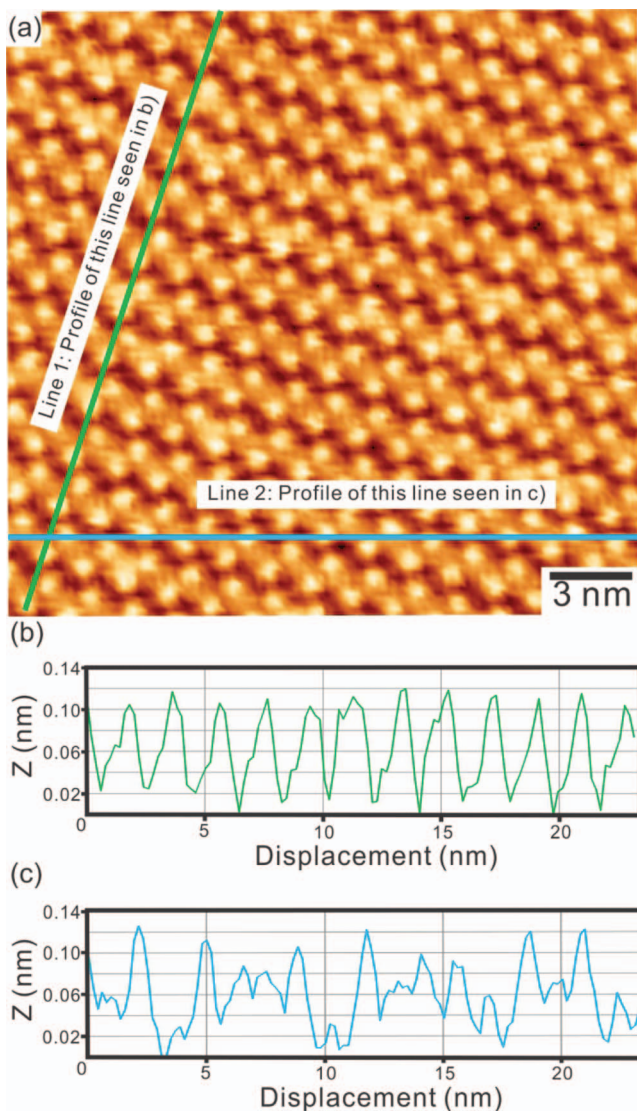 (a)
Line 1: Profile of this line seen in b)
Line 2: Profile of this line seen in c)
3 nm
(b)
0.14
0.10
0.06
0.02
Z (nm)
0
5
10
15
20
Displacement (nm)
(c)
0.14
0.10
0.06
0.02
Z (nm)
0
5
10
15
20
Displacement (nm)